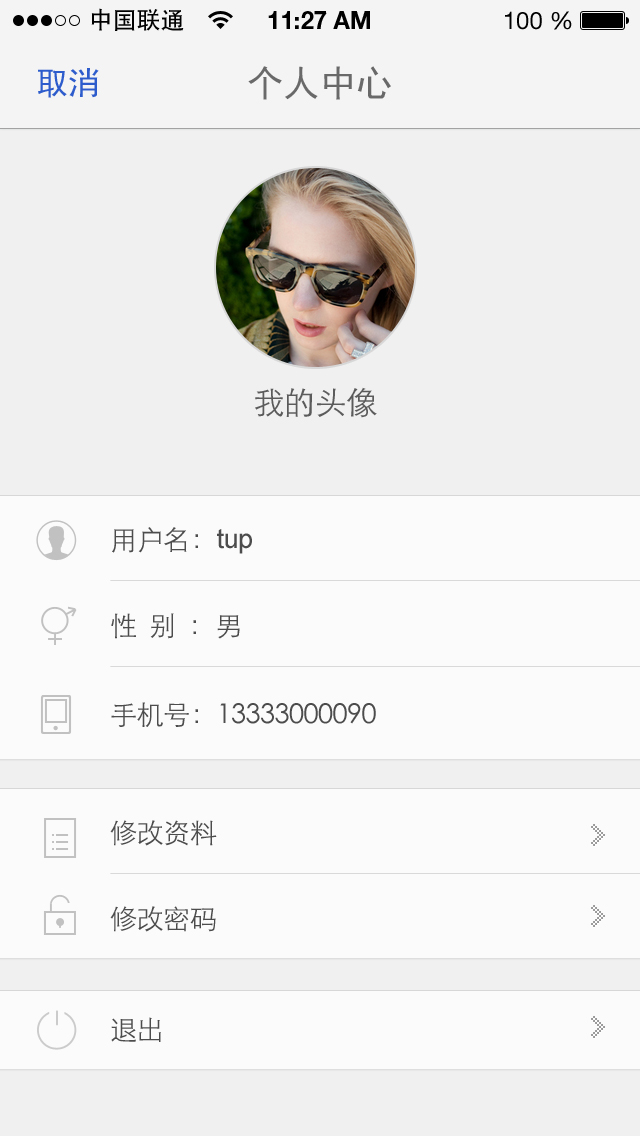 中国联通 11:27 AM 100 %
取消 个人中心
我的头像
用户名：tup
性 别 ：男
手机号：13333000090
修改资料
修改密码
退出